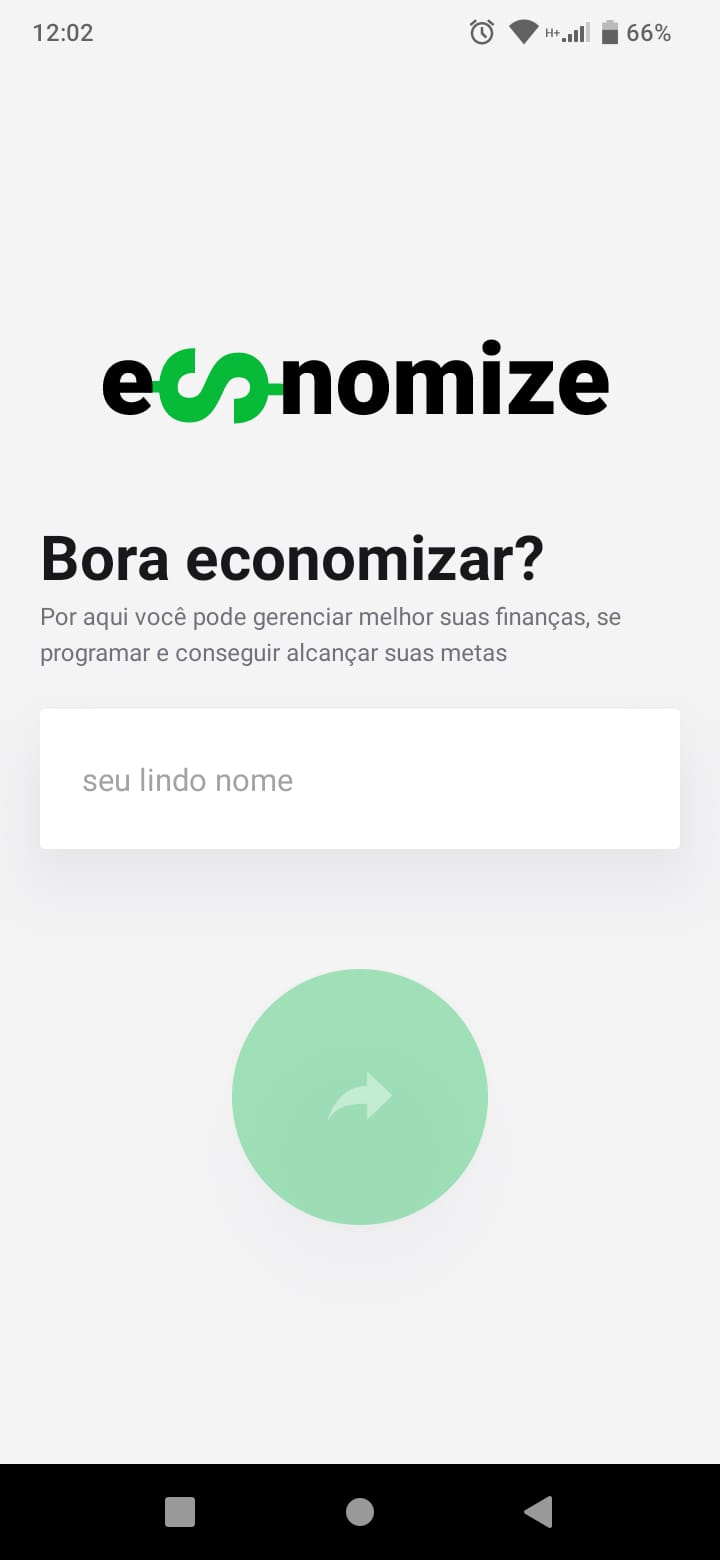 12:02
H+
66%
economize
Bora economizar?
Por aqui você pode gerenciar melhor suas finanças, se
programar e conseguir alcançar suas metas
seu lindo nome